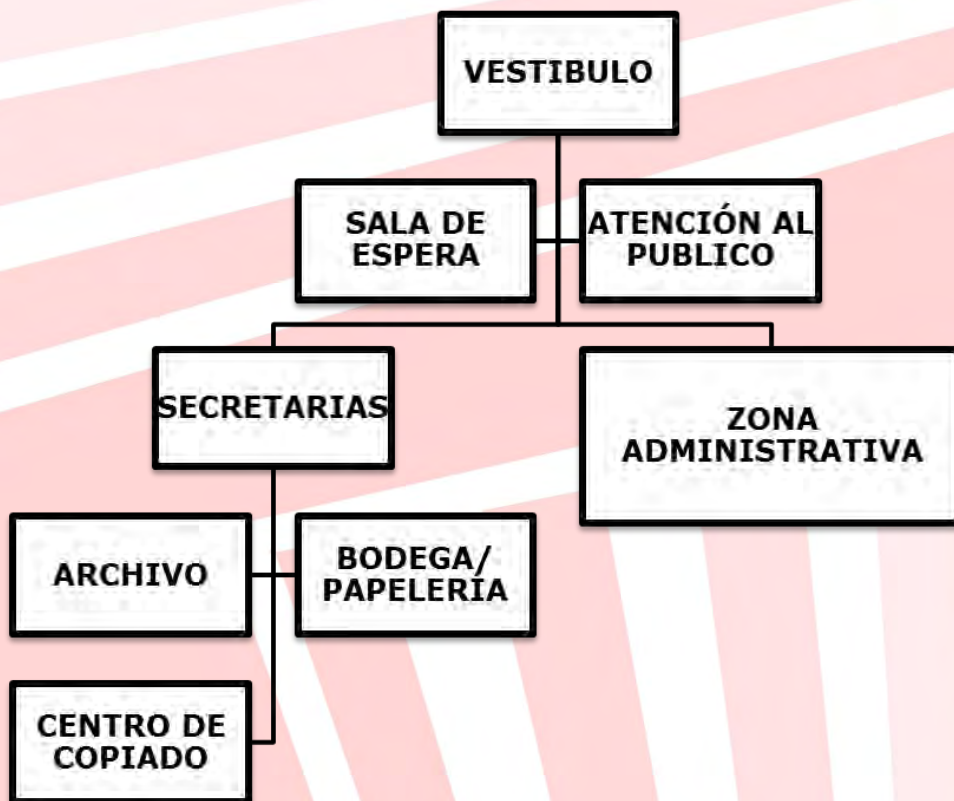 VESTIBULO
SALA DE
ESPERA
ATENCIÓN AL
PUBLICO
SECRETARIAS
ZONA
ADMINISTRATIVA
ARCHIVO
BODEGA/
PAPELERÍA
CENTRO DE
COPIADO